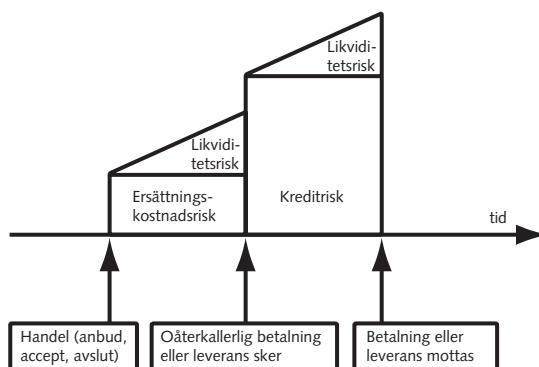 Likvidi-
tetsrisk
Likvidi-
tetsrisk
Ersättnings-
kostnadsrisk
Kreditrisk
tid
Handel (anbud,
accept, avslut)
Oåterkallerlig betalning
eller leverans sker
Betalning eller
leverans mottas